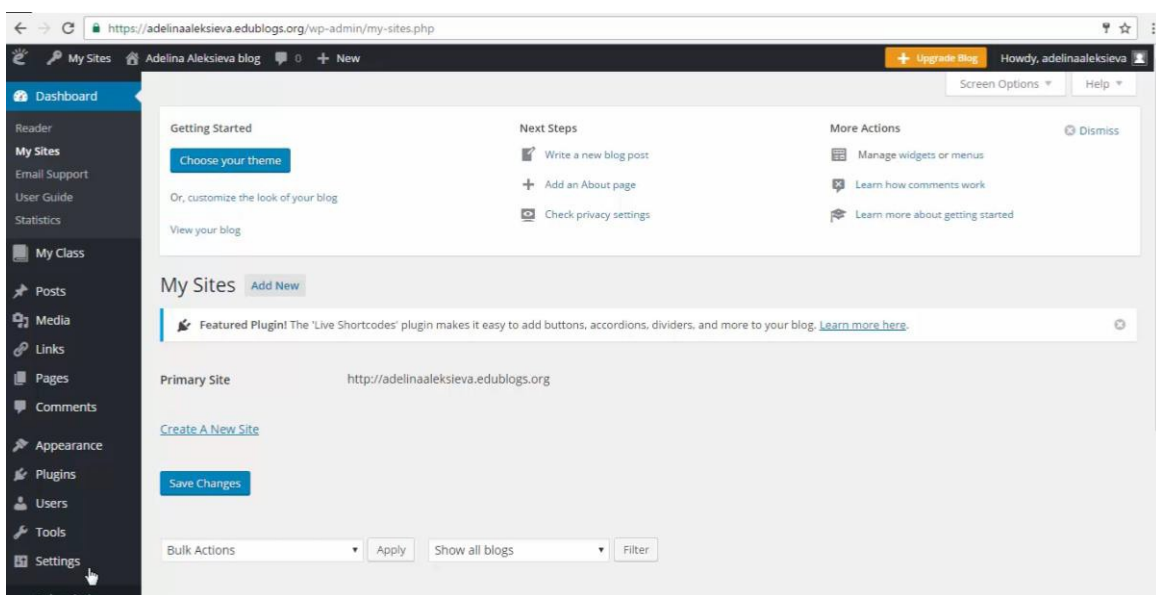 https://adelinaaleksieva.edublogs.org/wp-admin/my-sites.php
My Sites Adelina Aleksieva blog 0 + New Upgrade Blog Howdy, adelinaaleksieva
Screen Options Help
Dashboard
Reader
My Sites
Email Support
User Guide
Statistics
My Class
Posts
Media
Links
Pages
Comments
Appearance
Plugins
Users
Tools
Settings
Getting Started
Choose your theme
Or, customize the look of your blog
View your blog
Next Steps
Write a new blog post
Add an About page
Check privacy settings
More Actions
Manage widgets or menus
Learn how comments work
Learn more about getting started
Dismiss
My Sites Add New
Featured Plugin! The 'Live Shortcodes' plugin makes it easy to add buttons, accordions, dividers, and more to your blog. Learn more here.
Primary Site http://adelinaaleksieva.edublogs.org
Create A New Site
Save Changes
Bulk Actions Apply Show all blogs Filter